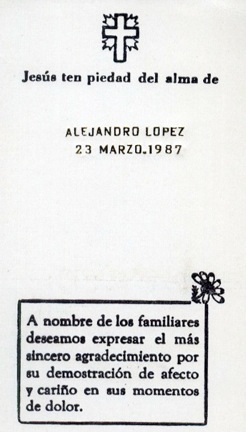 Jesús ten piedad del alma de
ALEJANDRO LOPEZ
23 MARZO.1987
A nombre de los familiares
deseamos expresar el más
sincero agradecimiento por
su demostración de afecto
y cariño en sus momentos
de dolor.